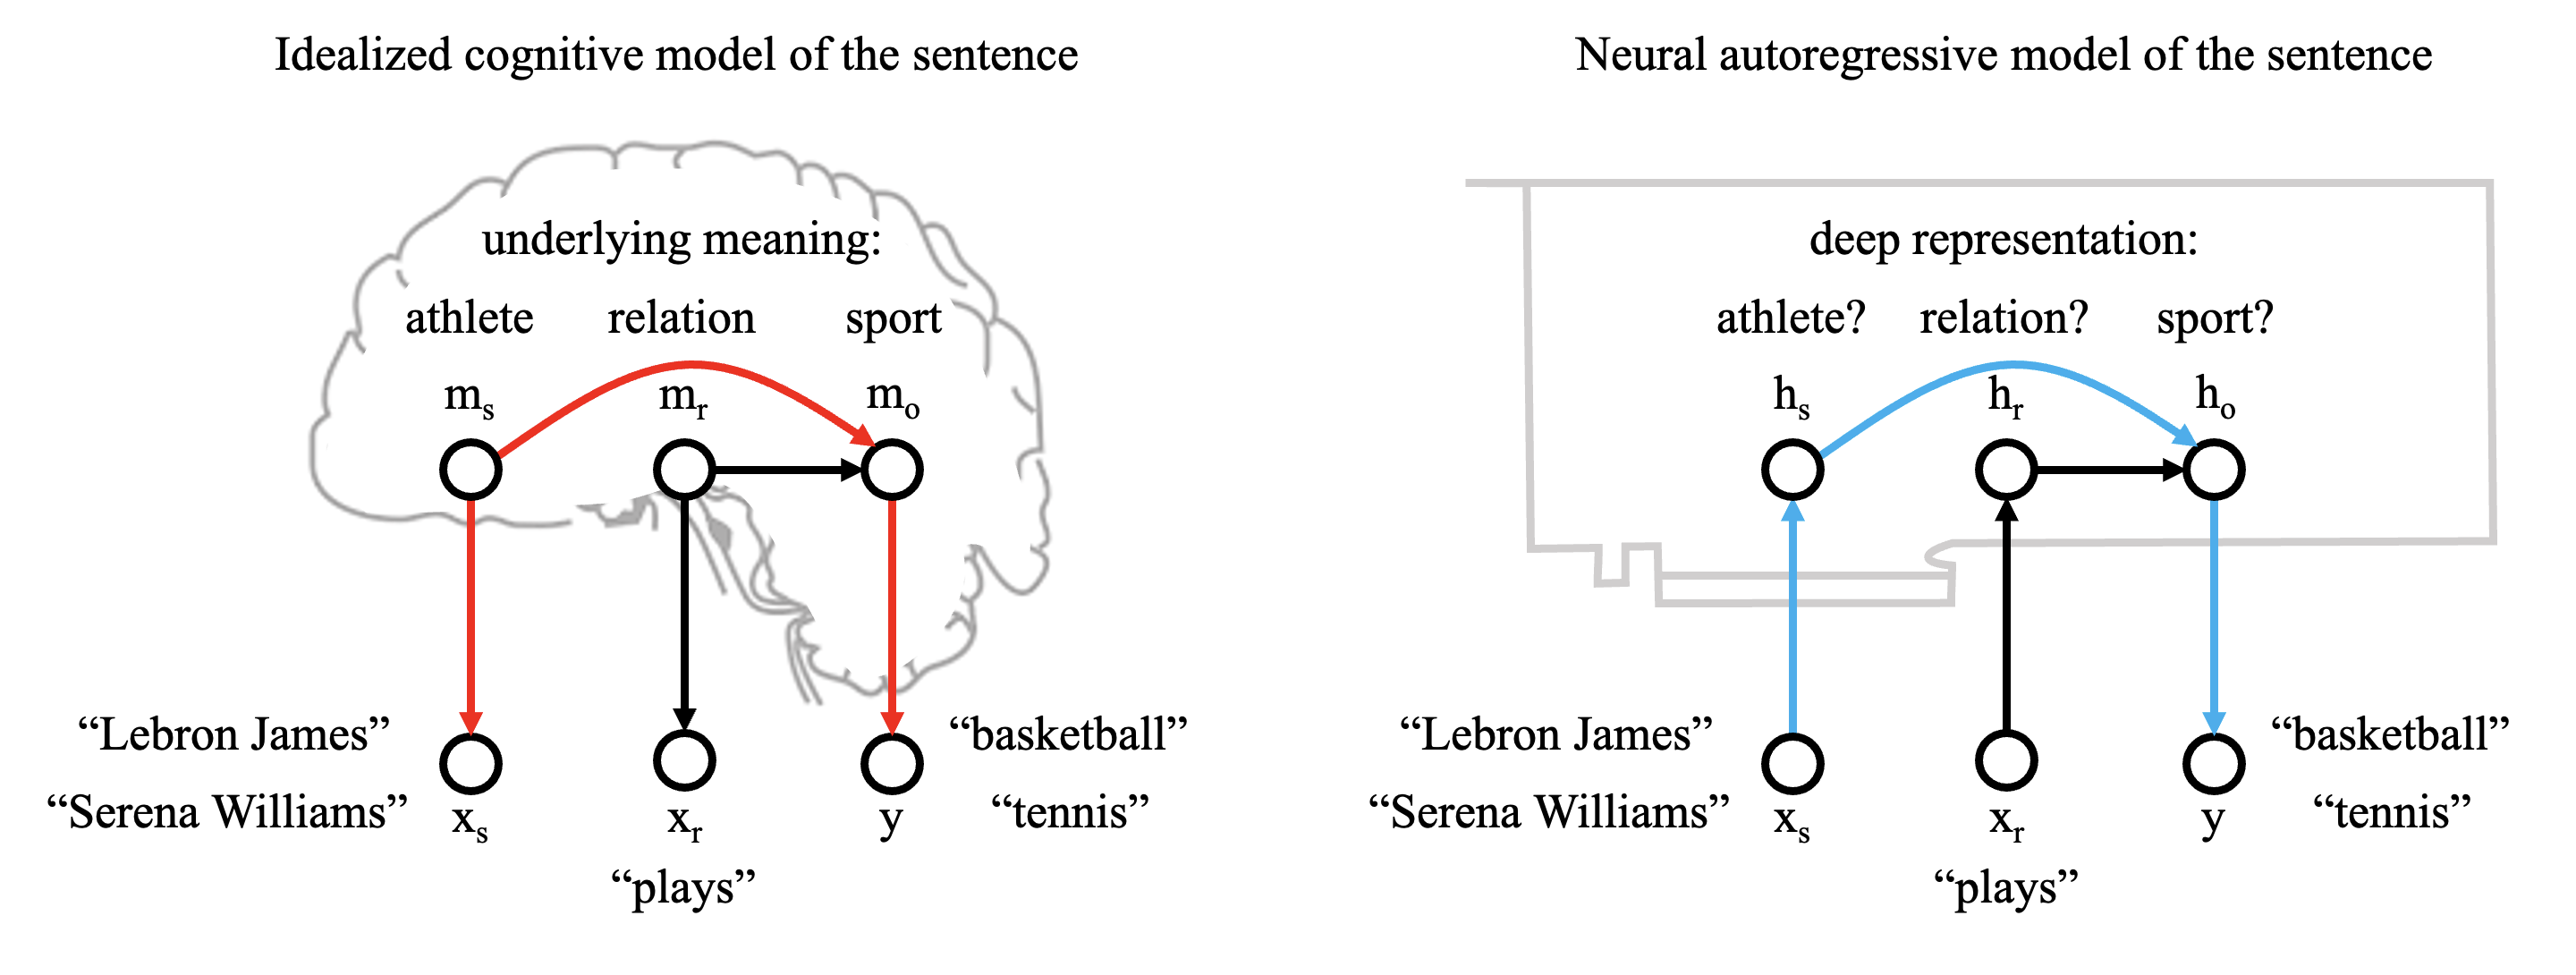 Idealized cognitive model of the sentence
underlying meaning:
athlete relation sport
mₛ mᵣ mₒ
“Lebron James” “basketball”
“Serena Williams” xₛ xᵣ y “tennis”
“plays”
Neural autoregressive model of the sentence
deep representation:
athlete? relation? sport?
hₛ hᵣ hₒ
“Lebron James” “basketball”
“Serena Williams” xₛ xᵣ y “tennis”
“plays”